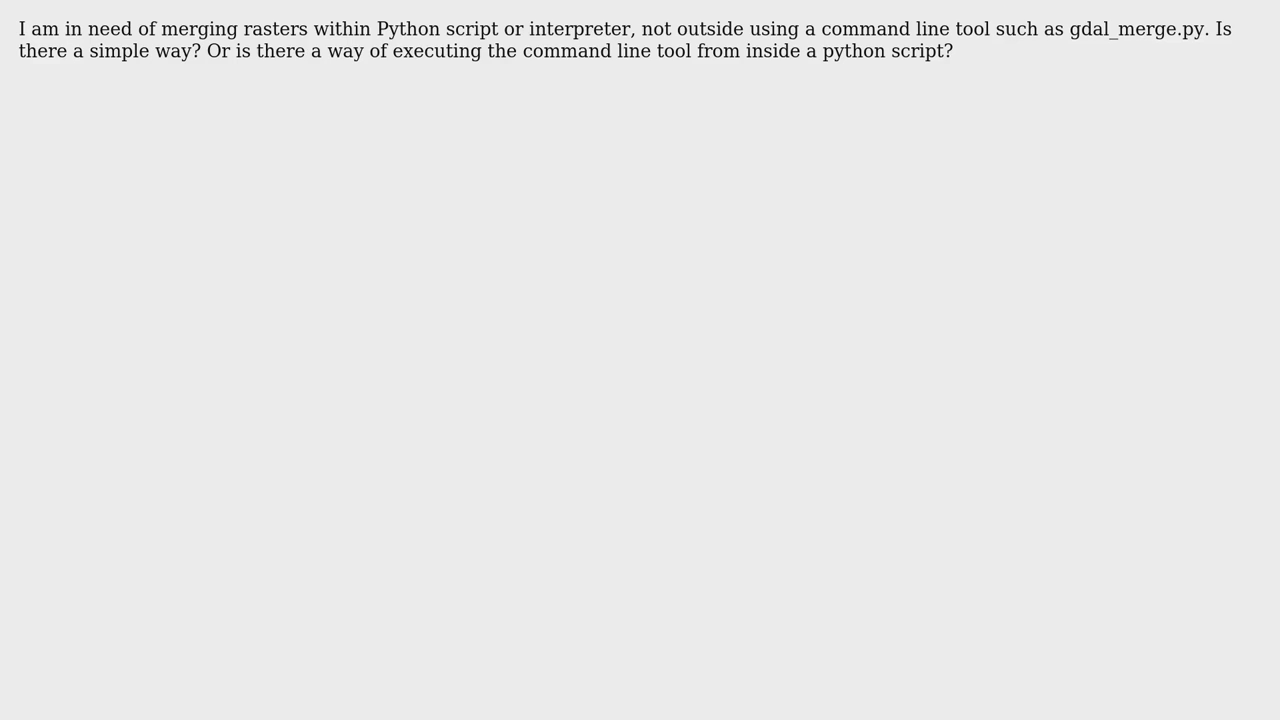 I am in need of merging rasters within Python script or interpreter, not outside using a command line tool such as gdal_merge.py. Is
there a simple way? Or is there a way of executing the command line tool from inside a python script?